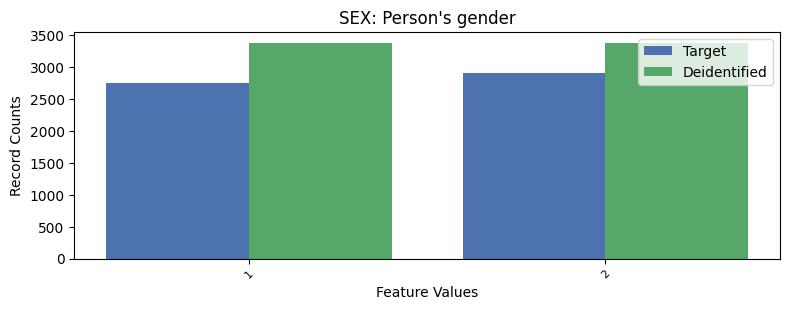 SEX: Person's gender
3500
3000
2500
2000
1500
1000
500
0
Record Counts
Target
Deidentified
1
2
Feature Values